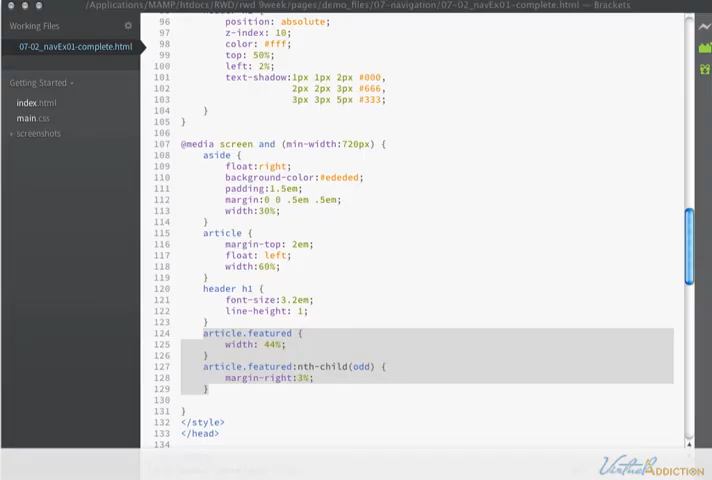 /Applications/MAMP/htdocs/RWD/rwd 9week/pages/demo_files/07-navigation/07-02_navEx01-complete.html — Brackets
Working Files
07-02_navEx01-complete.html
Getting Started
index.html
main.css
screenshots
96 position: absolute;
97 z-index: 10;
98 color: #fff;
99 top: 50%;
100 left: 2%;
101 text-shadow:1px 1px 2px #000,
102 2px 2px 3px #666,
103 3px 3px 5px #333;
104 }
105 }
106
107 @media screen and (min-width:720px) {
108 aside {
109 float:right;
110 background-color:#ededed;
111 padding:1.5em;
112 margin:0 0 .5em .5em;
113 width:30%;
114 }
115 article {
116 margin-top: 2em;
117 float: left;
118 width:60%;
119 }
120 header h1 {
121 font-size:3.2em;
122 line-height: 1;
123 }
124 article.featured {
125 width: 44%;
126 }
127 article.featured:nth-child(odd) {
128 margin-right:3%;
129 }
130
131 }
132 </style>
133 </head>
134
Virtual ADDICTION